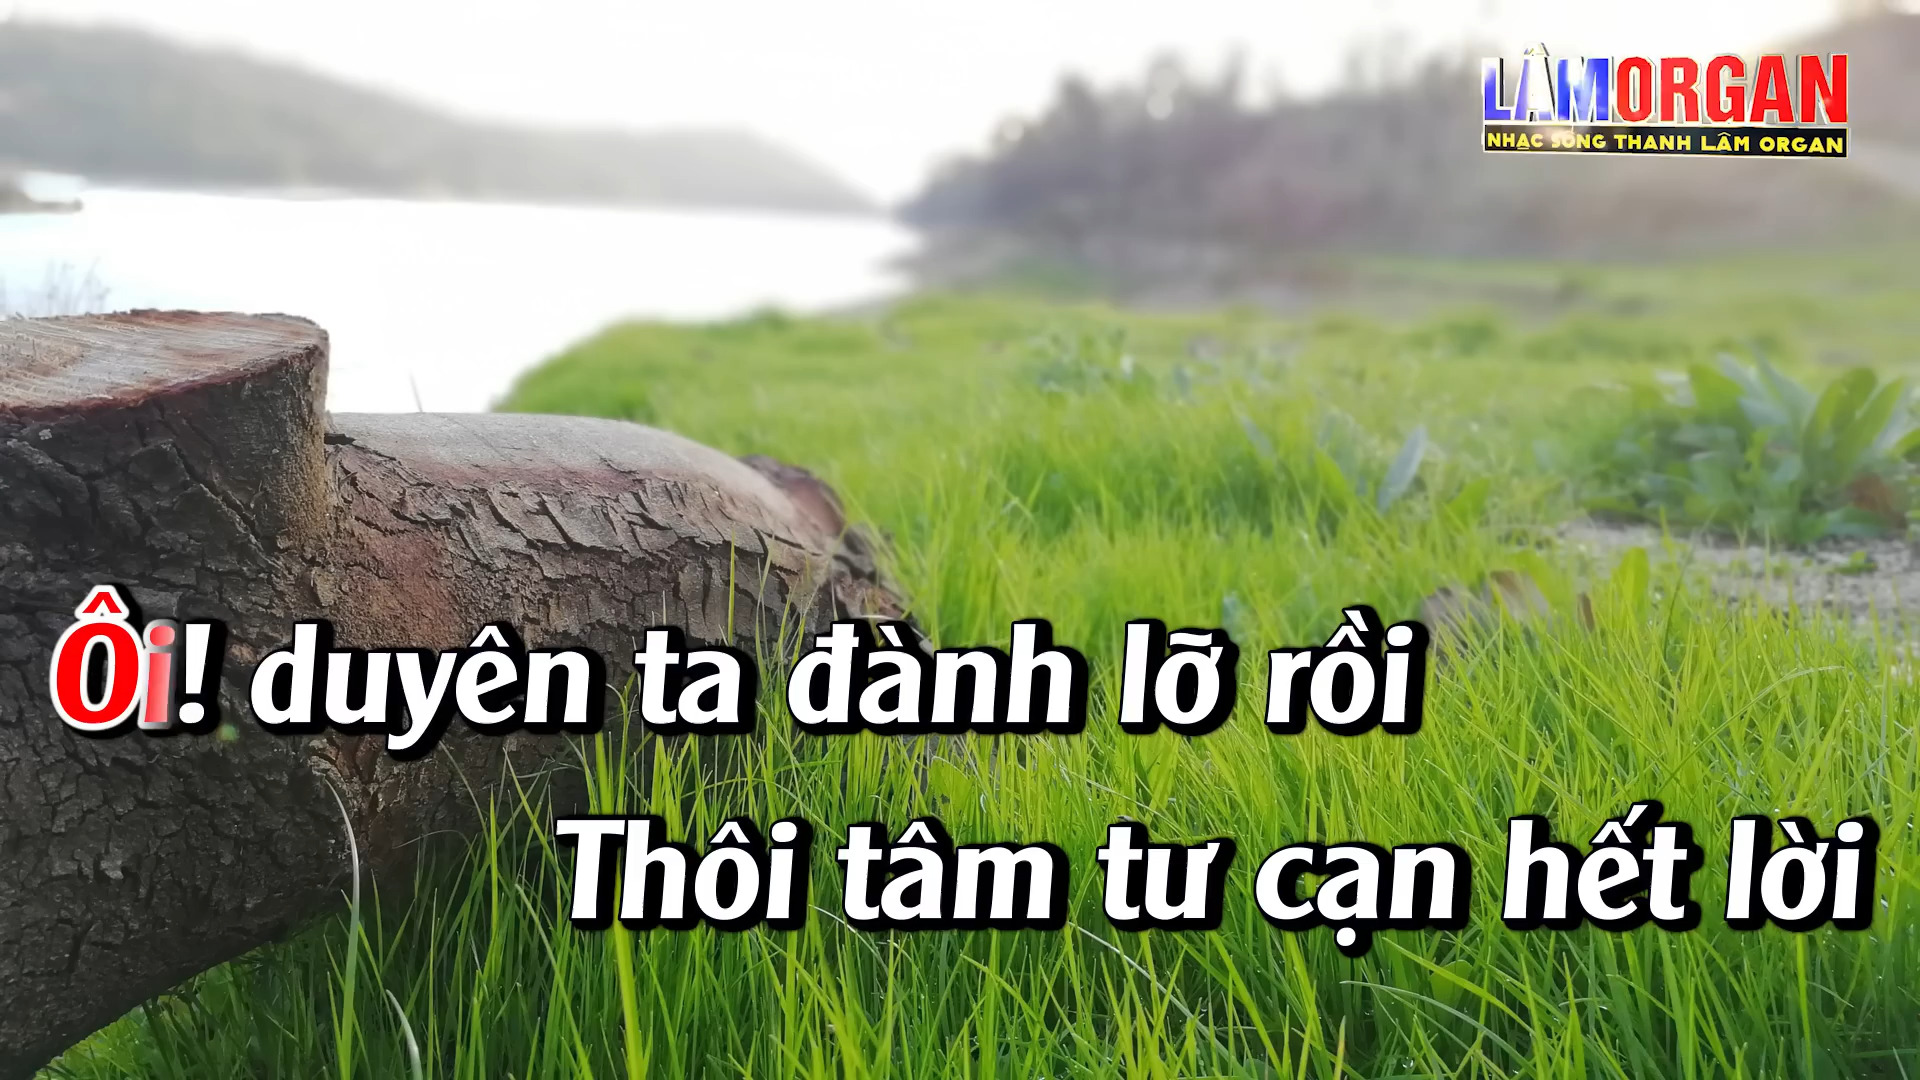 LÂMORGAN
NHẠC SỐNG THANH LÂM ORGAN
Ôi! duyên ta đành lỡ rồi
Thôi tâm tư cạn hết lời